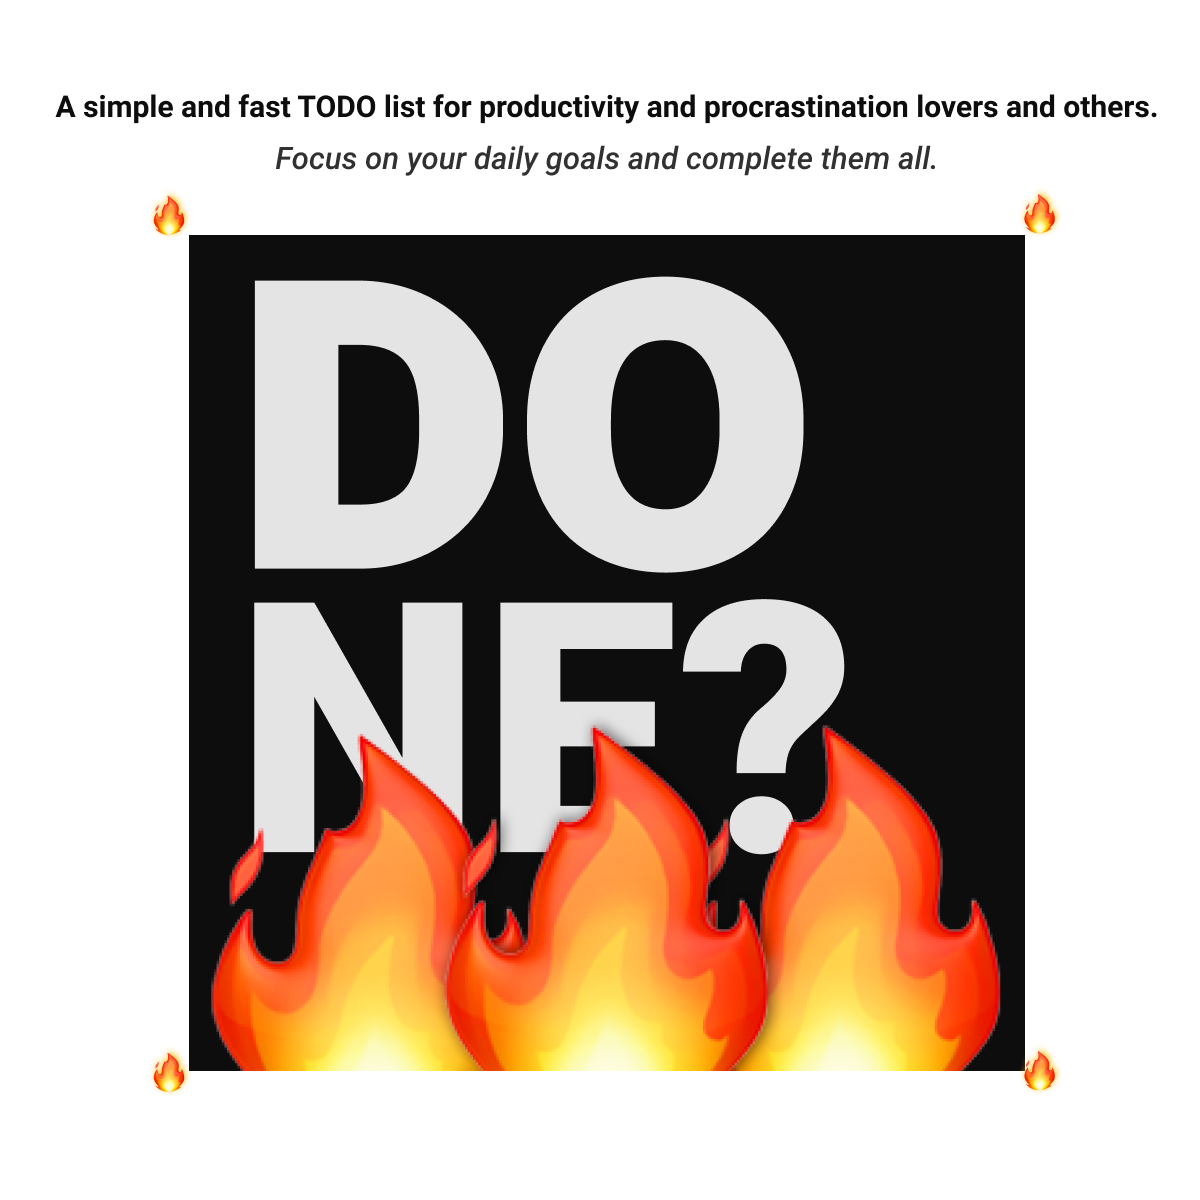 A simple and fast TODO list for productivity and procrastination lovers and others.
Focus on your daily goals and complete them all.
DO
NE?